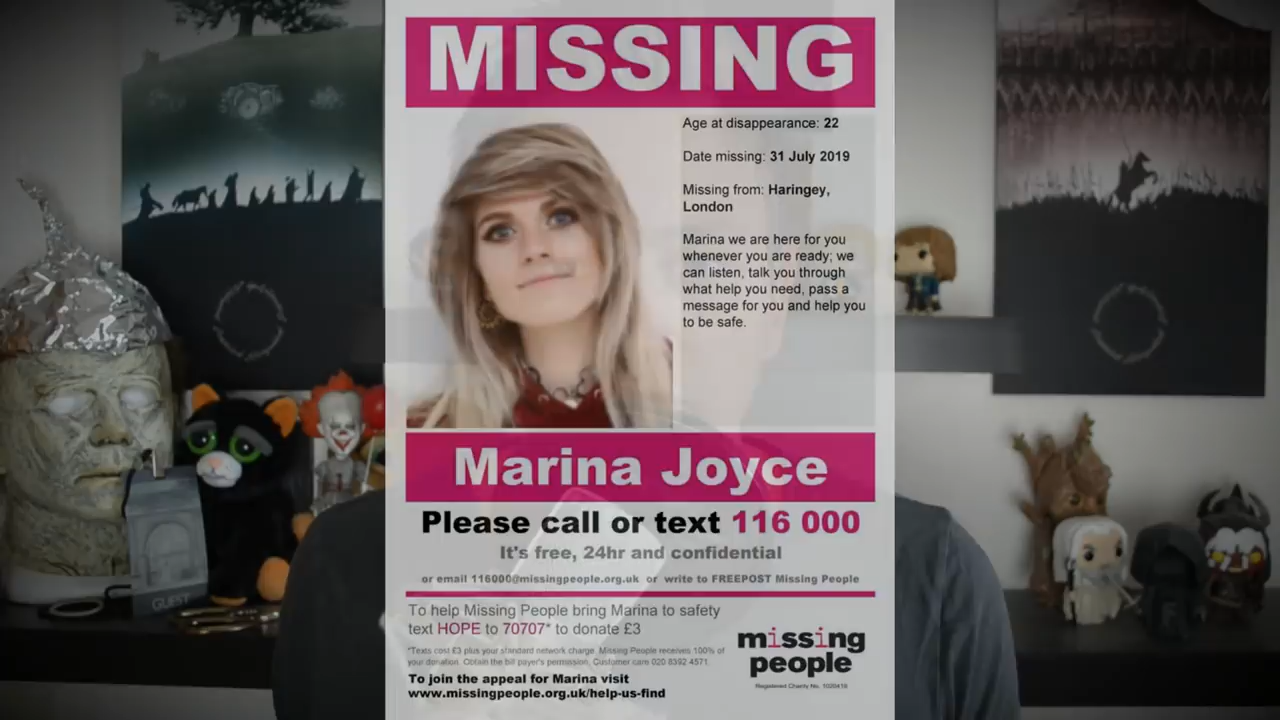 MISSING
Age at disappearance: 22
Date missing: 31 July 2019
Missing from: Haringey,
London
Marina we are here for you
whenever you are ready; we
can listen, talk you through
what help you need, pass a
message for you and help you
to be safe.
Marina Joyce
Please call or text 116 000
It's free, 24hr and confidential
or email 116000@missingpeople.org.uk or write to FREEPOST Missing People
To help Missing People bring Marina to safety
text HOPE to 70707* to donate £3
*Texts cost £3 plus your standard network charge. Missing People receives 100% of
your donation. Obtain the bill payer's permission. Customer care 020 8392 4571.
To join the appeal for Marina visit
www.missingpeople.org.uk/help-us-find
missing
people
Registered Charity No. 1020419
GUEST